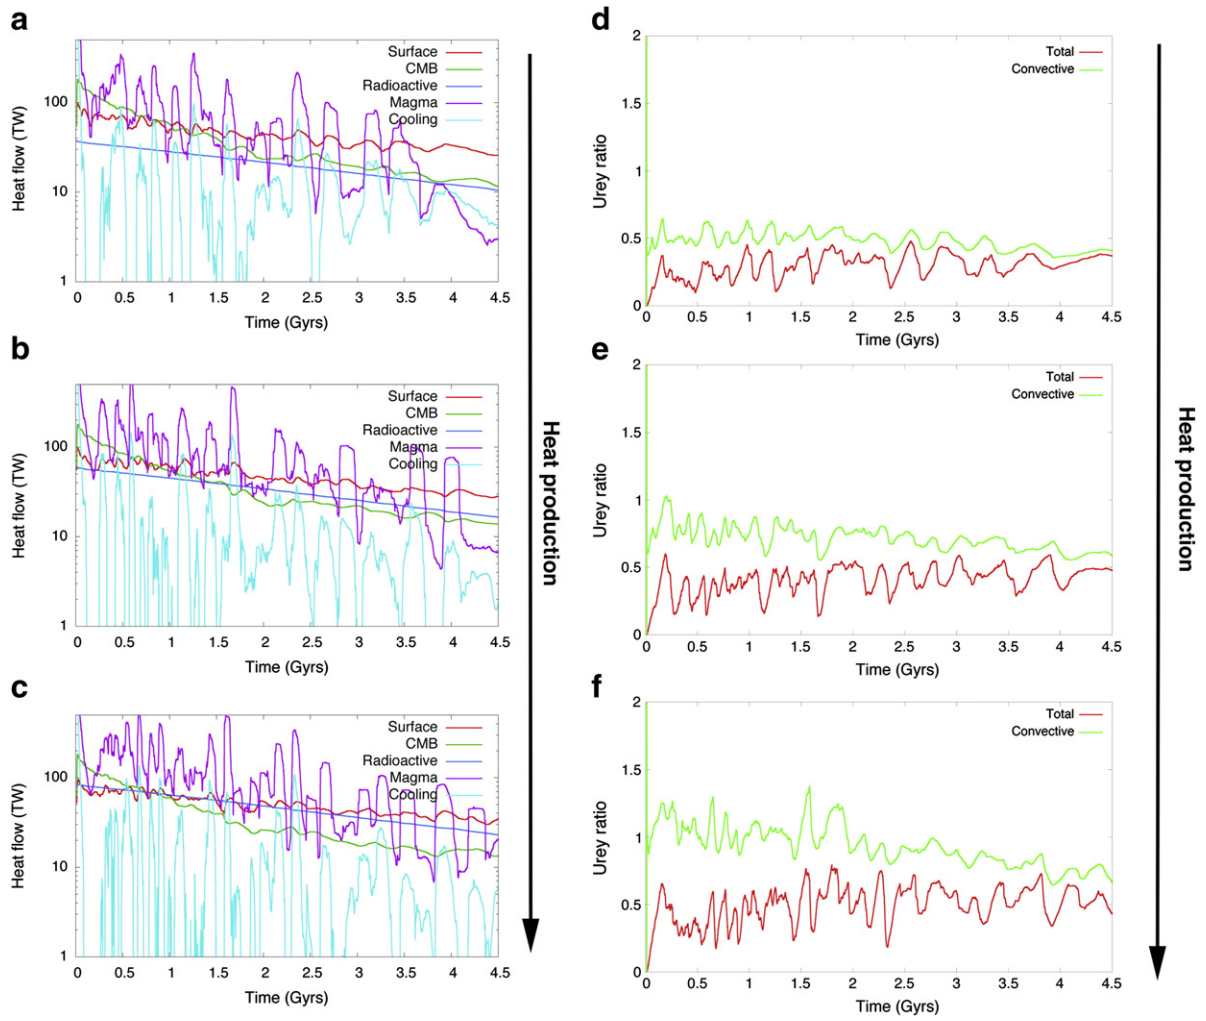 a
Surface
CMB
Radioactive
Magma
Cooling
100
10
1
0 0.5 1 1.5 2 2.5 3 3.5 4 4.5
Heat flow (TW)
Time (Gyrs)
b
Surface
CMB
Radioactive
Magma
Cooling
100
10
1
0 0.5 1 1.5 2 2.5 3 3.5 4 4.5
Heat flow (TW)
Time (Gyrs)
c
Surface
CMB
Radioactive
Magma
Cooling
100
10
1
0 0.5 1 1.5 2 2.5 3 3.5 4 4.5
Heat flow (TW)
Time (Gyrs)
Heat production
d
Total
Convective
2
1.5
1
0.5
0
0 0.5 1 1.5 2 2.5 3 3.5 4 4.5
Urey ratio
Time (Gyrs)
e
Total
Convective
2
1.5
1
0.5
0
0 0.5 1 1.5 2 2.5 3 3.5 4 4.5
Urey ratio
Time (Gyrs)
f
Total
Convective
2
1.5
1
0.5
0
0 0.5 1 1.5 2 2.5 3 3.5 4 4.5
Urey ratio
Time (Gyrs)
Heat production